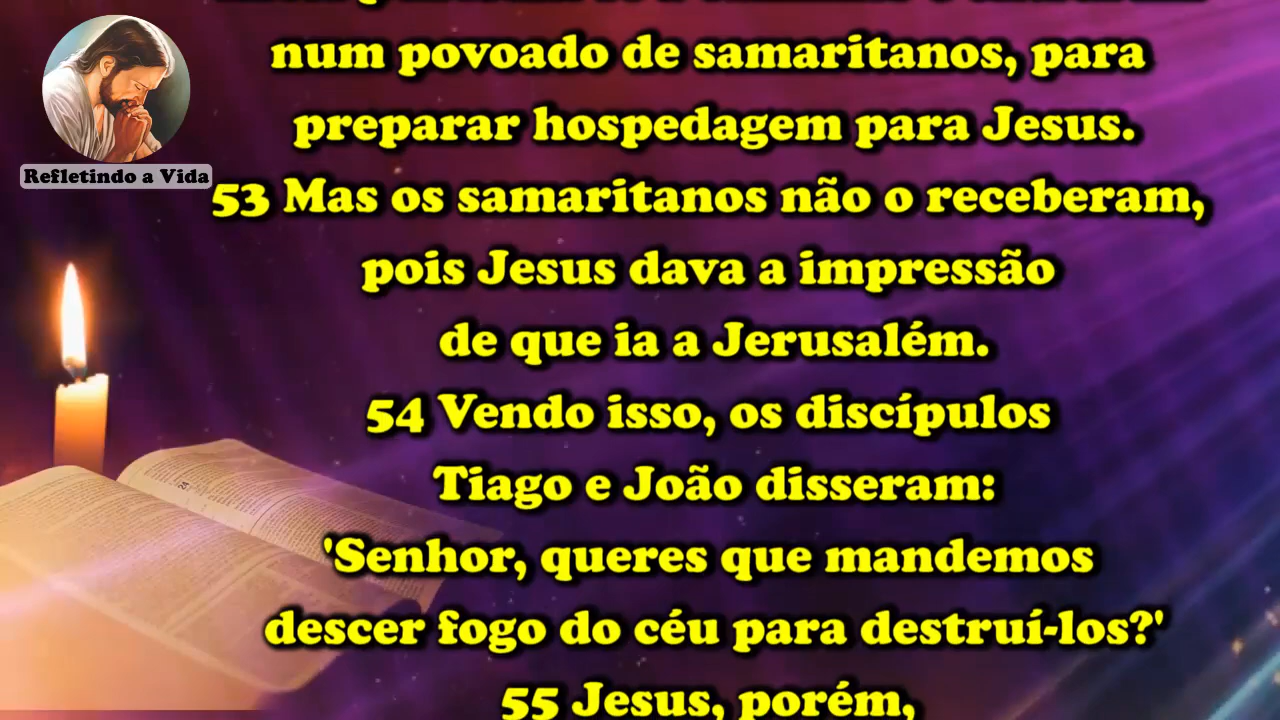 num povoado de samaritanos, para
preparar hospedagem para Jesus.
Refletindo a Vida
53 Mas os samaritanos não o receberam,
pois Jesus dava a impressão
de que ia a Jerusalém.
54 Vendo isso, os discípulos
Tiago e João disseram:
'Senhor, queres que mandemos
descer fogo do céu para destruí-los?'
55 Jesus, porém,